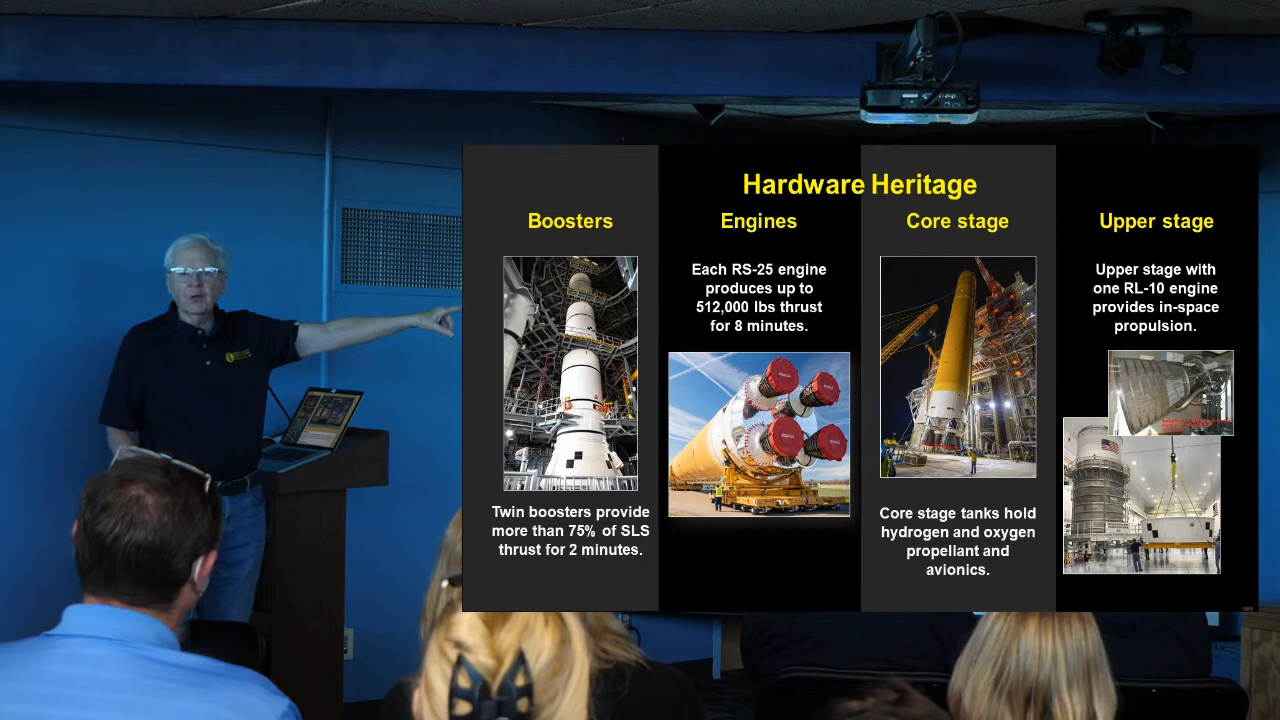 Hardware Heritage
Boosters
Twin boosters provide
more than 75% of SLS
thrust for 2 minutes.
Engines
Each RS-25 engine
produces up to
512,000 lbs thrust
for 8 minutes.
Core stage
Core stage tanks hold
hydrogen and oxygen
propellant and
avionics.
Upper stage
Upper stage with
one RL-10 engine
provides in-space
propulsion.